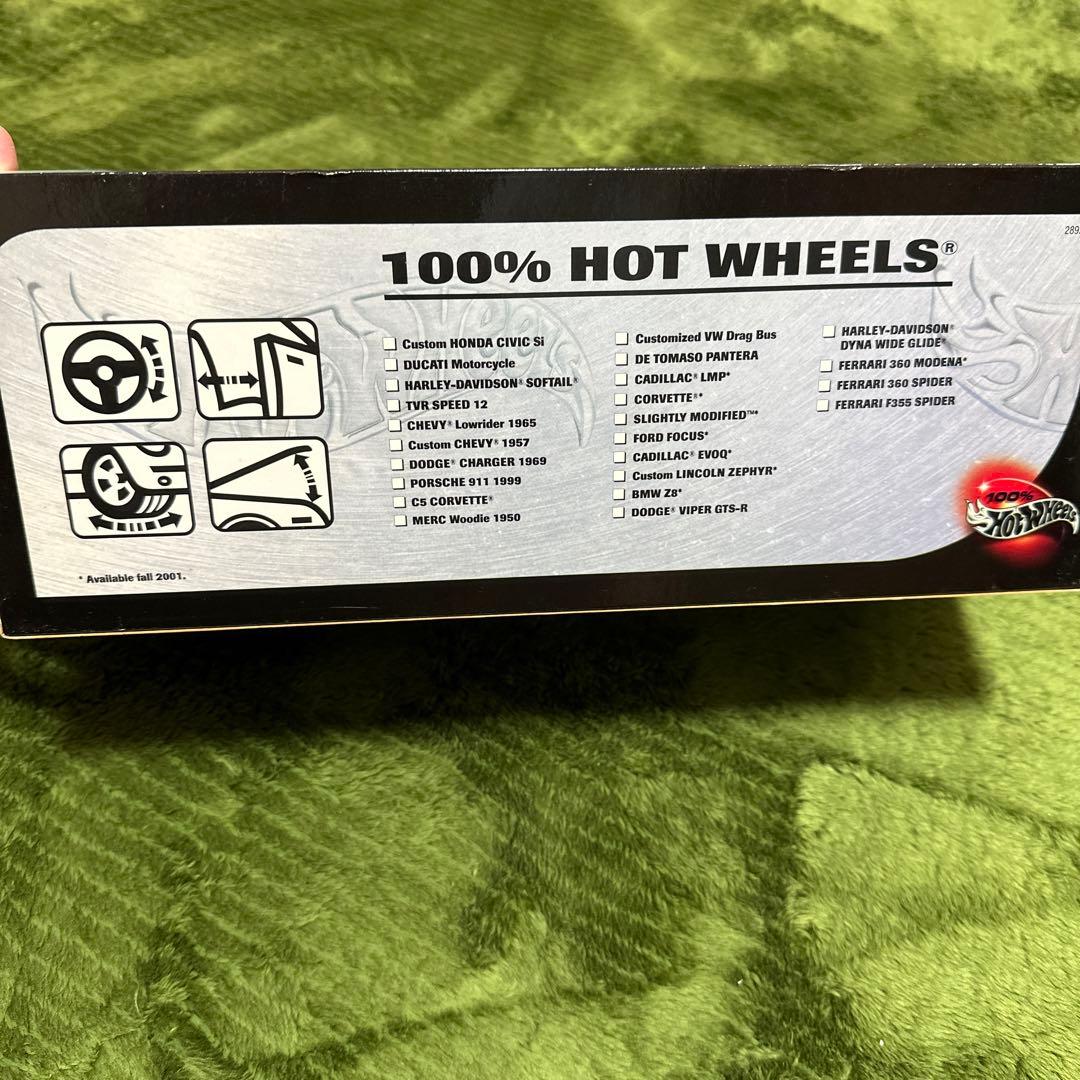 289
100% HOT WHEELS®
Custom HONDA CIVIC Si
DUCATI Motorcycle
HARLEY-DAVIDSON® SOFTAIL®
TVR SPEED 12
CHEVY® Lowrider 1965
Custom CHEVY® 1957
DODGE® CHARGER 1969
PORSCHE 911 1999
C5 CORVETTE®
MERC Woodie 1950
Customized VW Drag Bus
DE TOMASO PANTERA
CADILLAC® LMP*
CORVETTE®*
SLIGHTLY MODIFIED™*
FORD FOCUS*
CADILLAC® EVOQ*
Custom LINCOLN ZEPHYR*
BMW Z8*
DODGE® VIPER GTS-R
HARLEY-DAVIDSON®
DYNA WIDE GLIDE®
FERRARI 360 MODENA*
FERRARI 360 SPIDER
FERRARI F355 SPIDER
100%
Hot Wheels
* Available fall 2001.